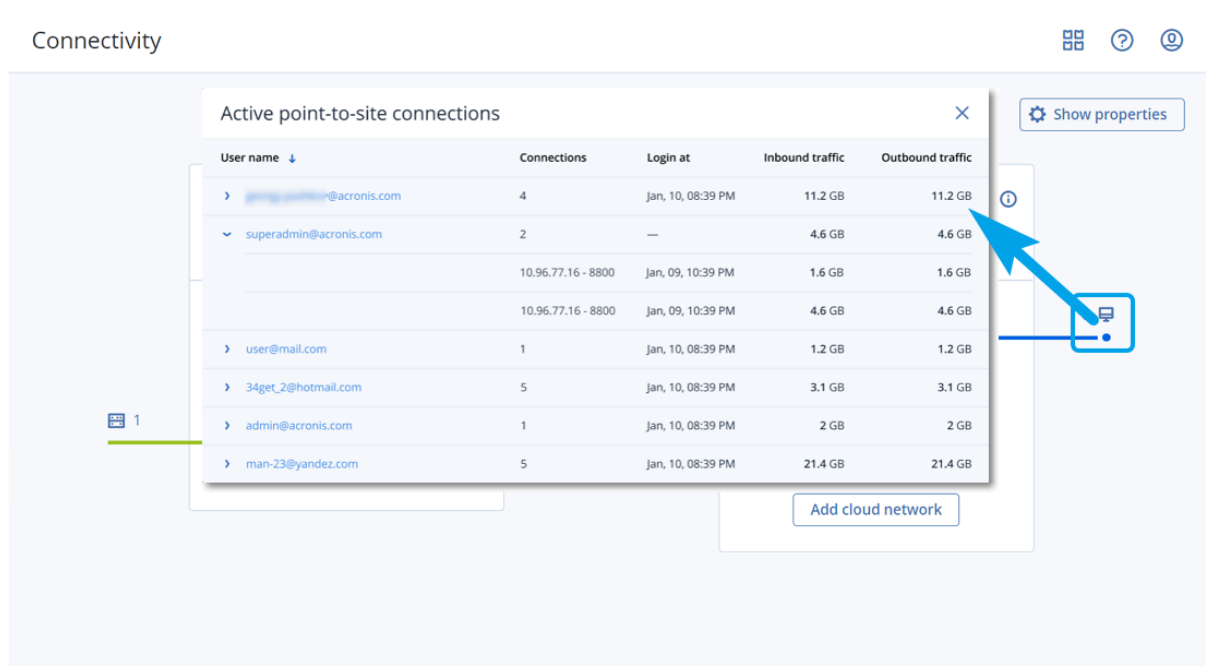 Connectivity
Active point-to-site connections
Show properties
User name Connections Login at Inbound traffic Outbound traffic
@acronis.com 4 Jan, 10, 08:39 PM 11.2 GB 11.2 GB
superadmin@acronis.com 2 — 4.6 GB 4.6 GB
10.96.77.16 - 8800 Jan, 09, 10:39 PM 1.6 GB 1.6 GB
10.96.77.16 - 8800 Jan, 09, 10:39 PM 4.6 GB 4.6 GB
user@mail.com 1 Jan, 10, 08:39 PM 1.2 GB 1.2 GB
34get_2@hotmail.com 5 Jan, 10, 08:39 PM 3.1 GB 3.1 GB
1
admin@acronis.com 1 Jan, 10, 08:39 PM 2 GB 2 GB
man-23@yandez.com 5 Jan, 10, 08:39 PM 21.4 GB 21.4 GB
Add cloud network